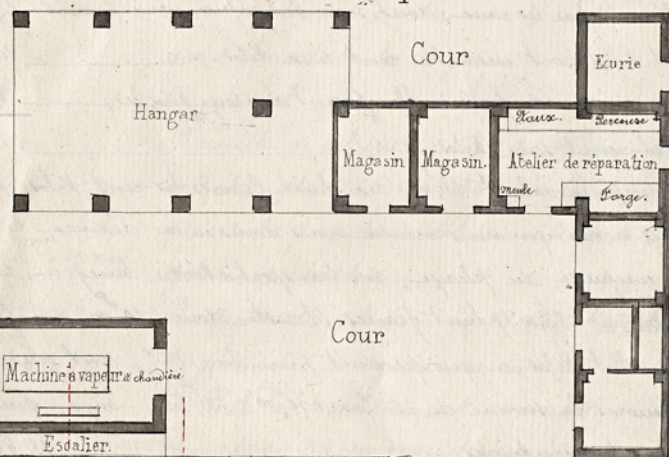 Cour
Ecurie
Hangar
Etaux.
Perceuse
Magasin
Magasin.
Atelier de réparation
meule
Forge.
Cour
Machine à vapeur et chaudière
Escalier.